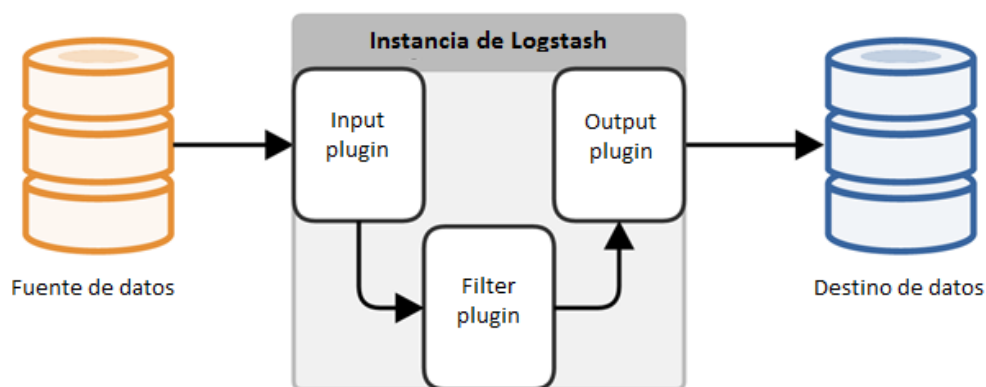 Instancia de Logstash
Input
plugin
Output
plugin
Filter
plugin
Fuente de datos
Destino de datos